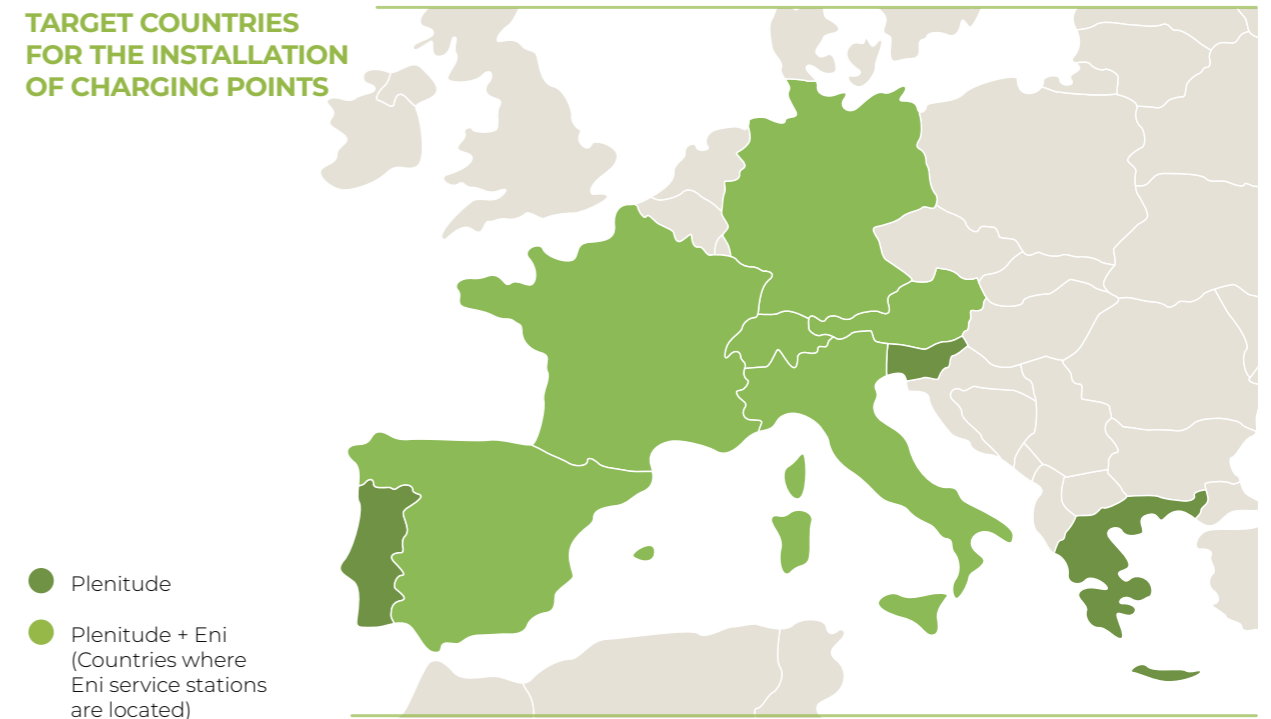 TARGET COUNTRIES
FOR THE INSTALLATION
OF CHARGING POINTS
Plenitude
Plenitude + Eni
(Countries where
Eni service stations
are located)